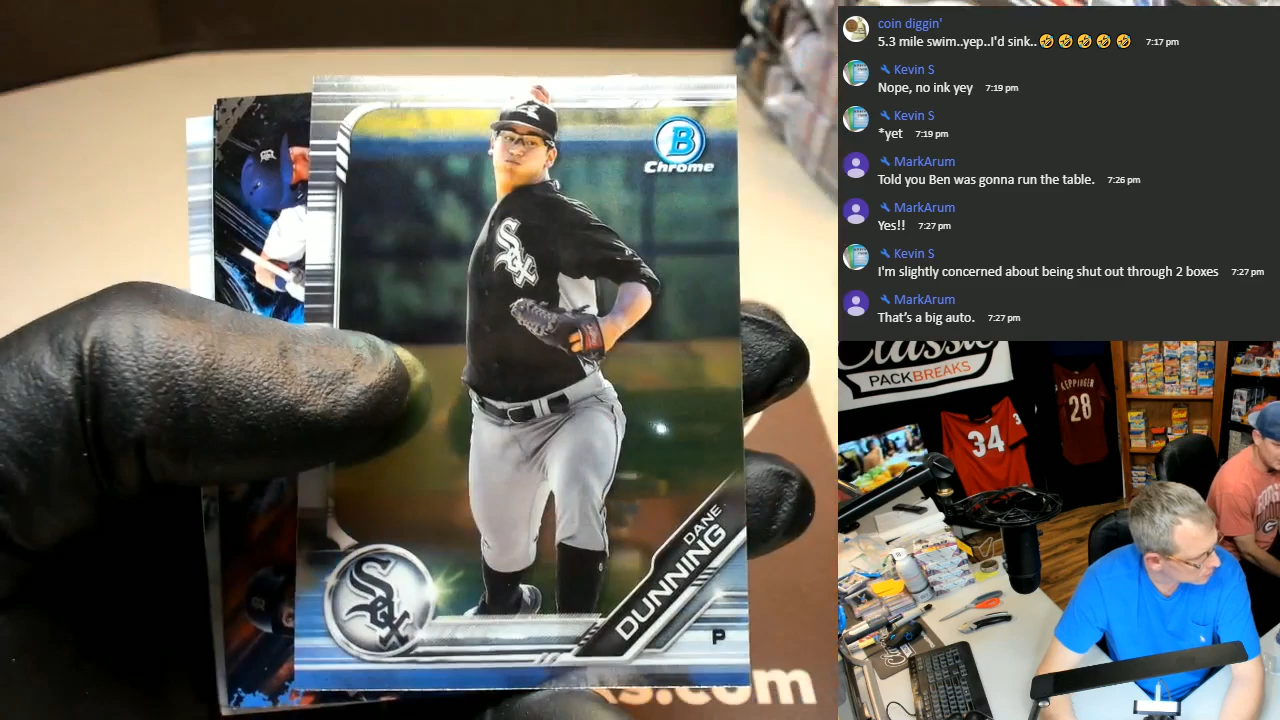 B
Chrome
Sox
DANE
DUNNING
P
Sox
s.com
coin diggin'
5.3 mile swim..yep..I'd sink.. 🤣 🤣 🤣 🤣 🤣 7:17 pm
Kevin S
Nope, no ink yey 7:19 pm
Kevin S
*yet 7:19 pm
MarkArum
Told you Ben was gonna run the table. 7:26 pm
MarkArum
Yes!! 7:27 pm
Kevin S
I'm slightly concerned about being shut out through 2 boxes 7:27 pm
MarkArum
That's a big auto. 7:27 pm
Classic
PACKBREAKS
34
LEPPINGER
28